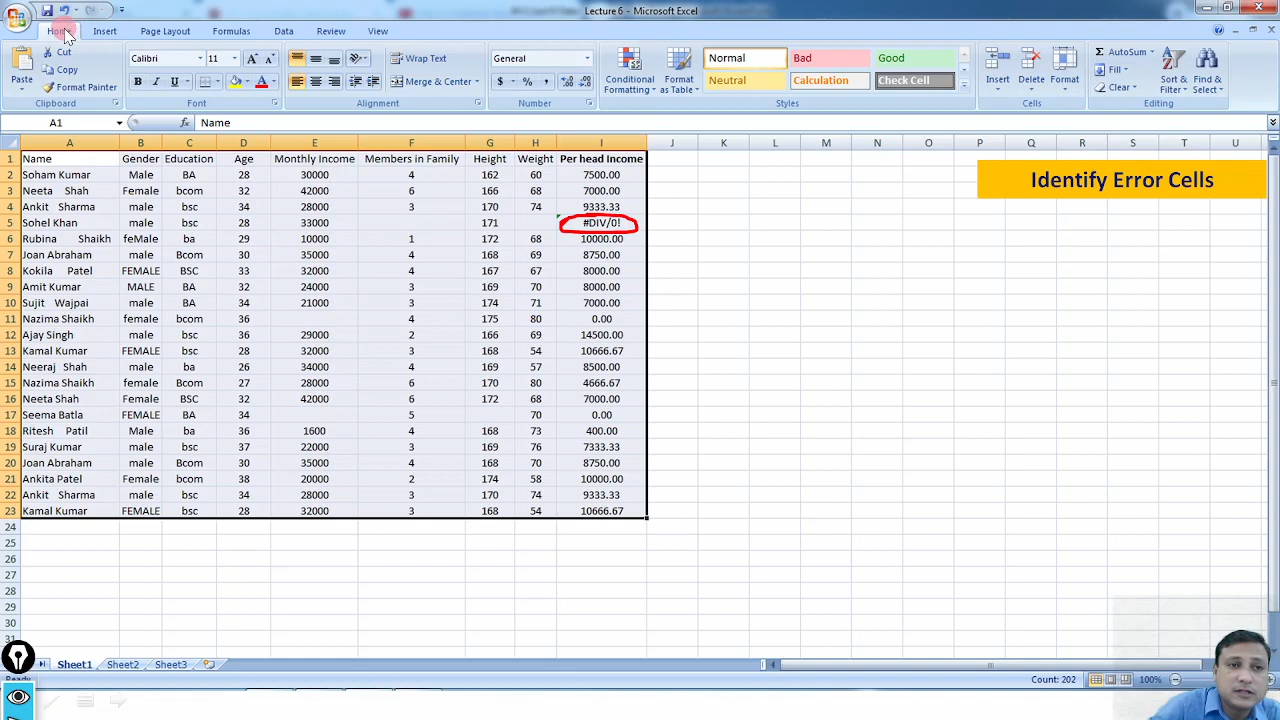 Lecture 6 - Microsoft Excel
Home Insert Page Layout Formulas Data Review View
Cut
Copy
Format Painter
Paste
Clipboard
Calibri 11
B I U
Font
Wrap Text
Merge & Center
Alignment
General
$ % ,
Number
Conditional Formatting
Format as Table
Normal Bad Good
Neutral Calculation Check Cell
Styles
Insert Delete Format
Cells
AutoSum
Fill
Clear
Sort & Filter
Find & Select
Editing
A1 fx Name
A B C D E F G H I J K L M N O P Q R S T U
1 Name Gender Education Age Monthly Income Members in Family Height Weight Per head Income
2 Soham Kumar Male BA 28 30000 4 162 60 7500.00
3 Neeta Shah Female bcom 32 42000 6 166 68 7000.00
4 Ankit Sharma male bsc 34 28000 3 170 74 9333.33
5 Sohel Khan male bsc 28 33000 171 #DIV/0!
6 Rubina Shaikh feMale ba 29 10000 1 172 68 10000.00
7 Joan Abraham male Bcom 30 35000 4 168 69 8750.00
8 Kokila Patel FEMALE BSC 33 32000 4 167 67 8000.00
9 Amit Kumar MALE BA 32 24000 3 169 70 8000.00
10 Sujit Wajpai male BA 34 21000 3 174 71 7000.00
11 Nazima Shaikh female bcom 36 4 175 80 0.00
12 Ajay Singh male bsc 36 29000 2 166 69 14500.00
13 Kamal Kumar FEMALE bsc 28 32000 3 168 54 10666.67
14 Neeraj Shah male ba 26 34000 4 169 57 8500.00
15 Nazima Shaikh female Bcom 27 28000 6 170 80 4666.67
16 Neeta Shah Female BSC 32 42000 6 172 68 7000.00
17 Seema Batla FEMALE BA 34 5 70 0.00
18 Ritesh Patil Male ba 36 1600 4 168 73 400.00
19 Suraj Kumar male bsc 37 22000 3 169 76 7333.33
20 Joan Abraham male Bcom 30 35000 4 168 70 8750.00
21 Ankita Patel Female bcom 38 20000 2 174 58 10000.00
22 Ankit Sharma male bsc 34 28000 3 170 74 9333.33
23 Kamal Kumar FEMALE bsc 28 32000 3 168 54 10666.67
24
25
26
27
28
29
30
31
Identify Error Cells
Sheet1 Sheet2 Sheet3
Ready Count: 202 100%